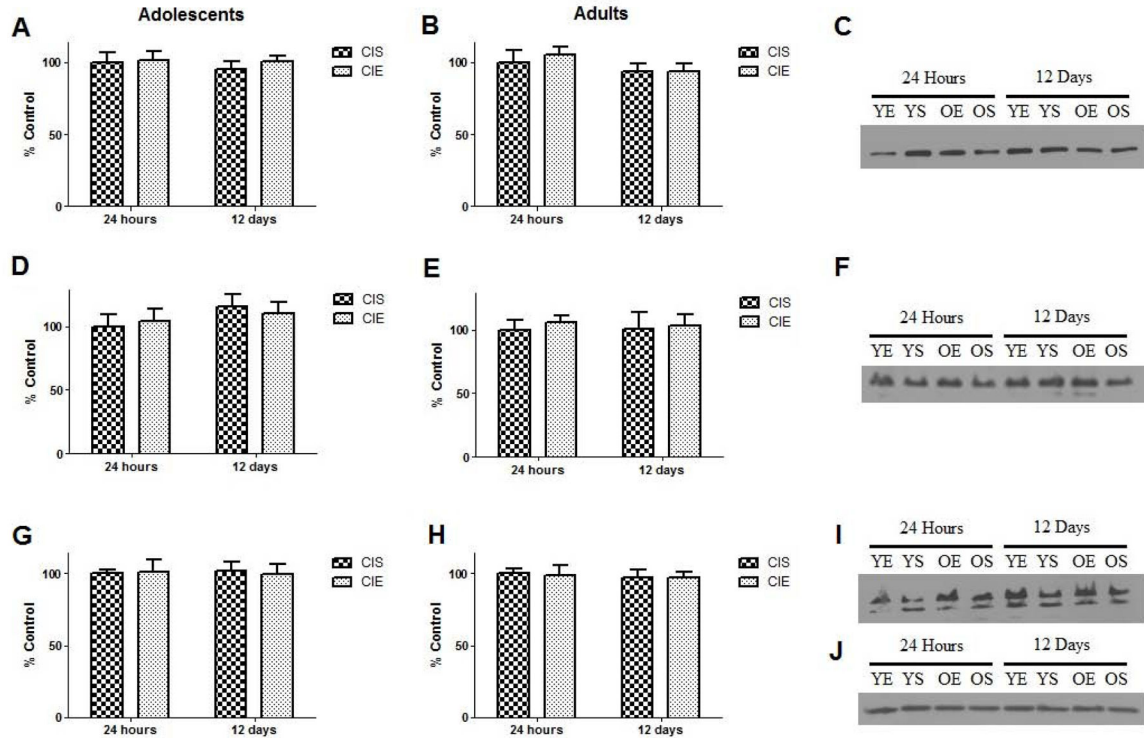 Adolescents
Adults
A
100
50
0
% Control
24 hours
12 days
CIS
CIE
B
100
50
0
% Control
24 hours
12 days
CIS
CIE
C
24 Hours 12 Days
YE YS OE OS YE YS OE OS
D
100
50
0
% Control
24 hours
12 days
CIS
CIE
E
100
50
0
% Control
24 hours
12 days
CIS
CIE
F
24 Hours 12 Days
YE YS OE OS YE YS OE OS
G
100
50
0
% Control
24 hours
12 days
CIS
CIE
H
100
50
0
% Control
24 hours
12 days
CIS
CIE
I
24 Hours 12 Days
YE YS OE OS YE YS OE OS
J
24 Hours 12 Days
YE YS OE OS YE YS OE OS